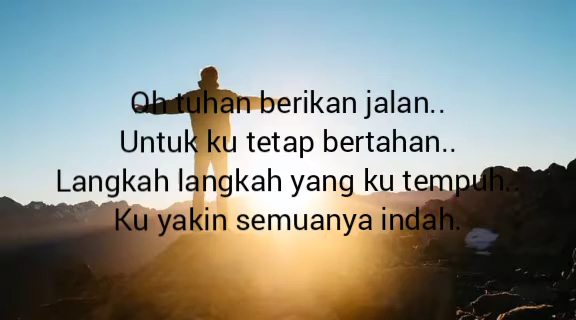 Oh tuhan berikan jalan..
Untuk ku tetap bertahan..
Langkah langkah yang ku tempuh..
Ku yakin semuanya indah.